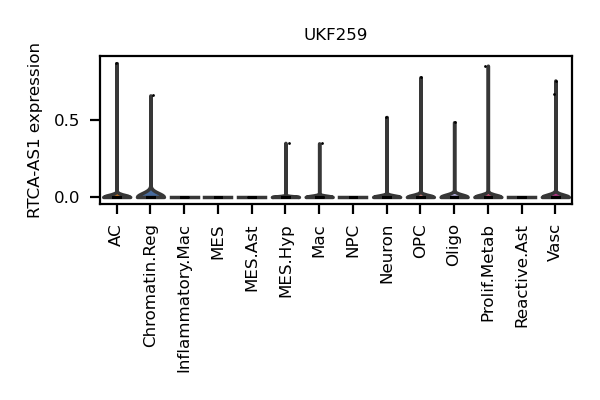 UKF259
RTCA-AS1 expression
0.5
0.0
AC
Chromatin.Reg
Inflammatory.Mac
MES
MES.Ast
MES.Hyp
Mac
NPC
Neuron
OPC
Oligo
Prolif.Metab
Reactive.Ast
Vasc